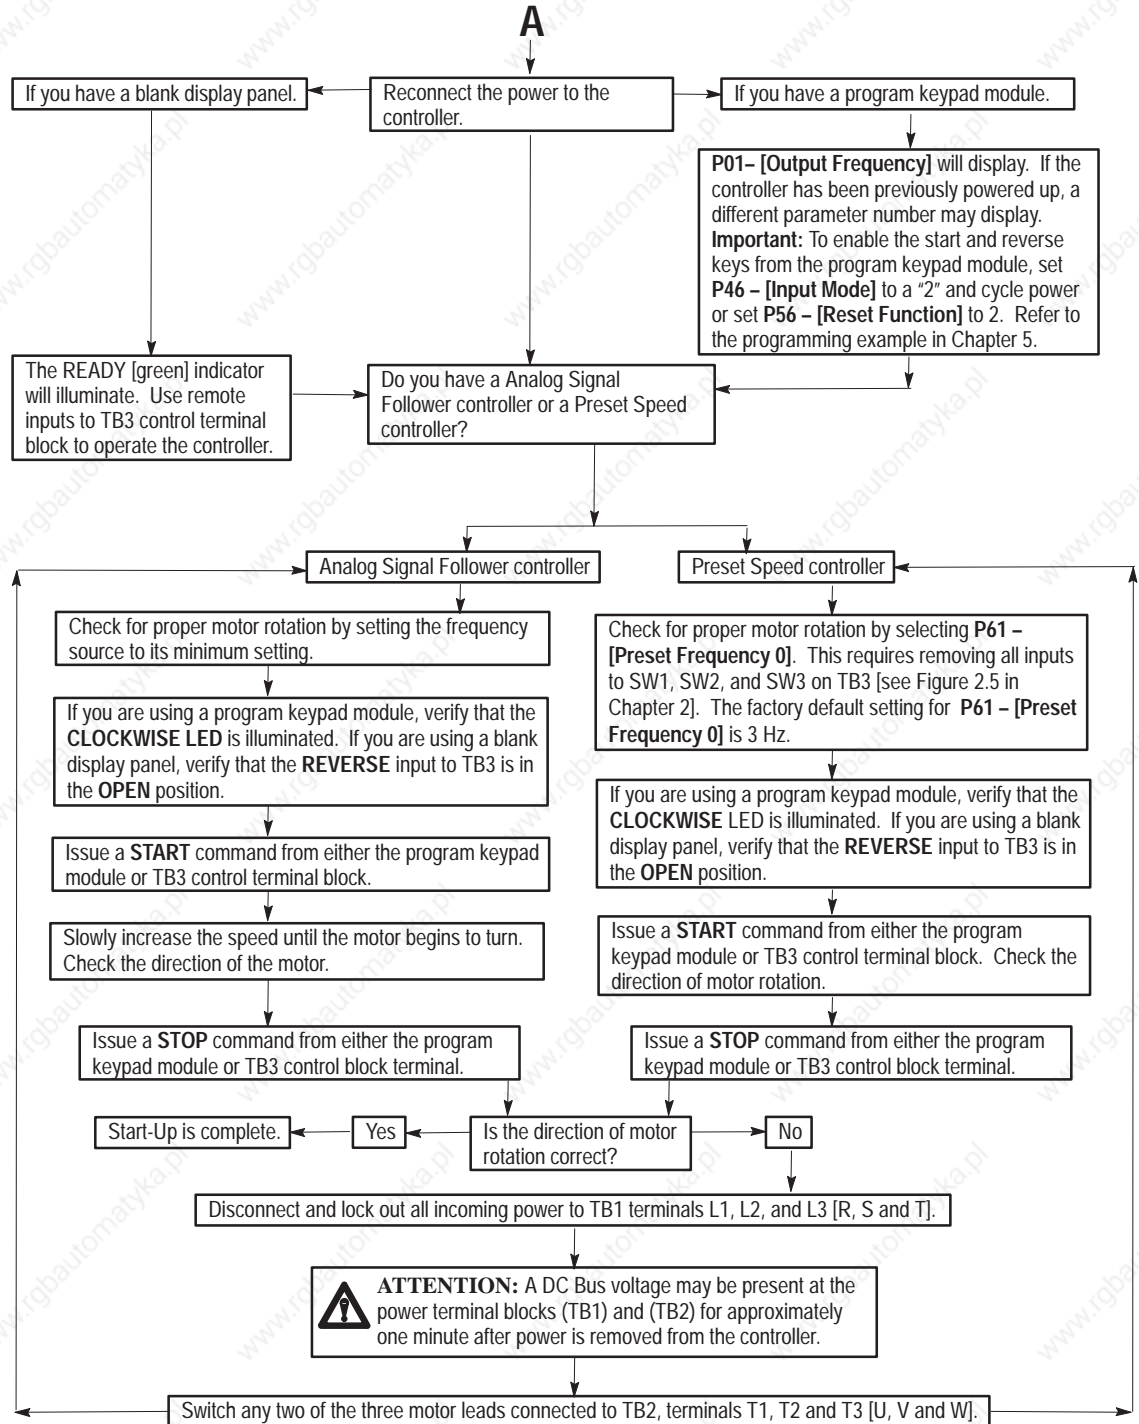 A
If you have a blank display panel.
Reconnect the power to the
controller.
If you have a program keypad module.
P01– [Output Frequency] will display. If the
controller has been previously powered up, a
different parameter number may display.
Important: To enable the start and reverse
keys from the program keypad module, set
P46 – [Input Mode] to a “2” and cycle power
or set P56 – [Reset Function] to 2. Refer to
the programming example in Chapter 5.
The READY [green] indicator
will illuminate. Use remote
inputs to TB3 control terminal
block to operate the controller.
Do you have a Analog Signal
Follower controller or a Preset Speed
controller?
Analog Signal Follower controller
Preset Speed controller
Check for proper motor rotation by setting the frequency
source to its minimum setting.
If you are using a program keypad module, verify that the
CLOCKWISE LED is illuminated. If you are using a blank
display panel, verify that the REVERSE input to TB3 is in
the OPEN position.
Issue a START command from either the program keypad
module or TB3 control terminal block.
Slowly increase the speed until the motor begins to turn.
Check the direction of the motor.
Issue a STOP command from either the program
keypad module or TB3 control block terminal.
Check for proper motor rotation by selecting P61 –
[Preset Frequency 0]. This requires removing all inputs
to SW1, SW2, and SW3 on TB3 [see Figure 2.5 in
Chapter 2]. The factory default setting for P61 – [Preset
Frequency 0] is 3 Hz.
If you are using a program keypad module, verify that the
CLOCKWISE LED is illuminated. If you are using a blank
display panel, verify that the REVERSE input to TB3 is in
the OPEN position.
Issue a START command from either the program
keypad module or TB3 control terminal block. Check the
direction of motor rotation.
Issue a STOP command from either the program
keypad module or TB3 control block terminal.
Start-Up is complete.
Yes
Is the direction of motor
rotation correct?
No
Disconnect and lock out all incoming power to TB1 terminals L1, L2, and L3 [R, S and T].
ATTENTION: A DC Bus voltage may be present at the
power terminal blocks (TB1) and (TB2) for approximately
one minute after power is removed from the controller.
Switch any two of the three motor leads connected to TB2, terminals T1, T2 and T3 [U, V and W].
www.rgbautomatyka.pl